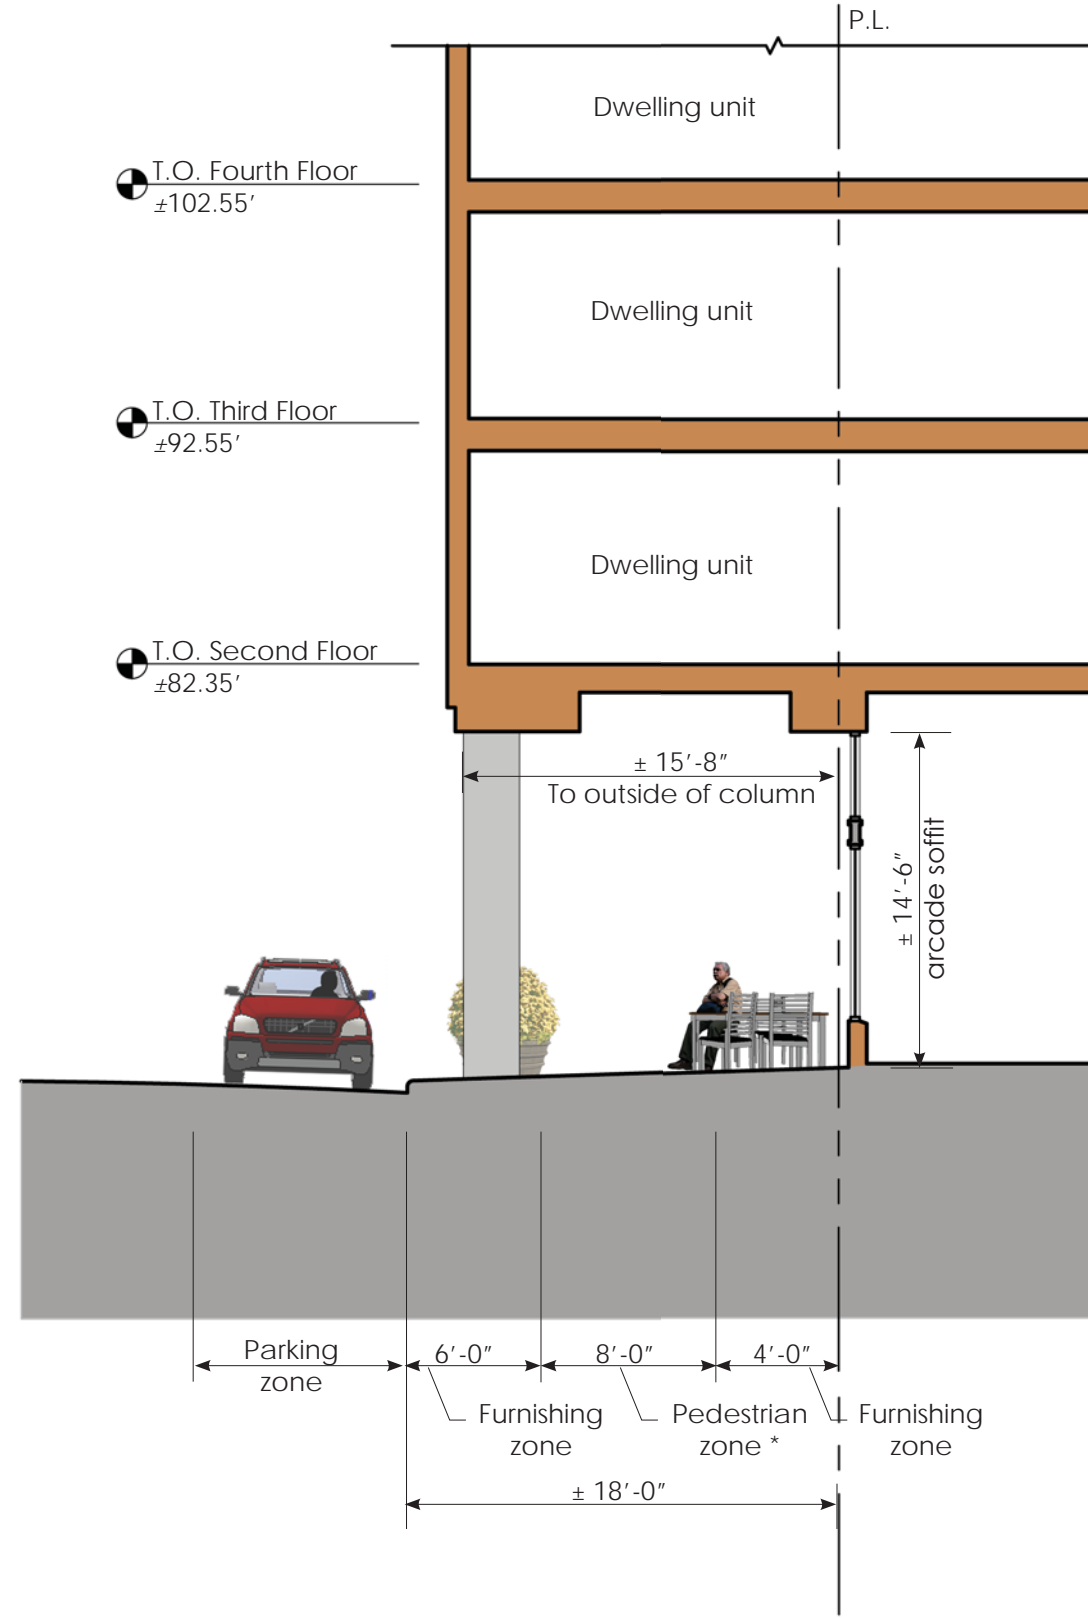 P.L.
Dwelling unit
T.O. Fourth Floor
±102.55'
Dwelling unit
T.O. Third Floor
±92.55'
Dwelling unit
T.O. Second Floor
±82.35'
± 15'-8"
To outside of column
± 14'-6"
arcade soffit
Parking
zone
6'-0"
8'-0"
4'-0"
Furnishing
zone
Pedestrian
zone *
Furnishing
zone
± 18'-0"